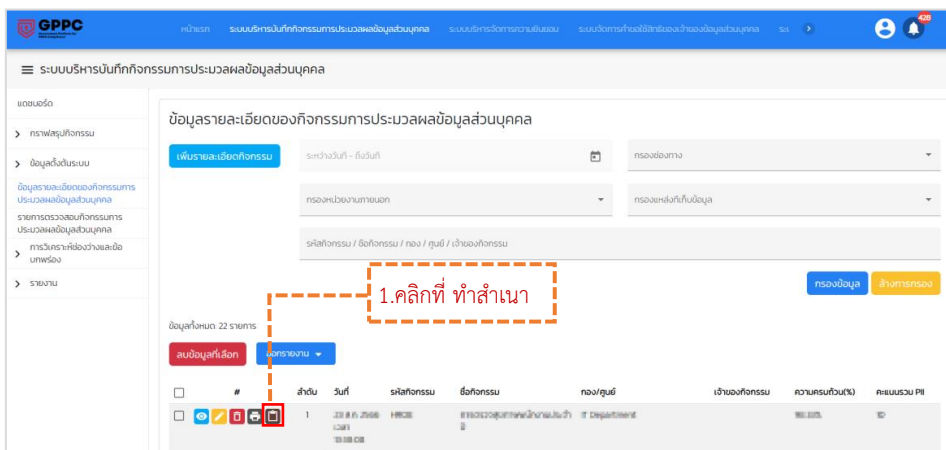 GPPC
หน้าแรก ระบบบริหารบันทึกกิจกรรมการประมวลผลข้อมูลส่วนบุคคล ระบบบริหารจัดการความยินยอม ระบบจัดการคำขอใช้สิทธิของเจ้าของข้อมูลส่วนบุคคล 428
ระบบบริหารบันทึกกิจกรรมการประมวลผลข้อมูลส่วนบุคคล
แดชบอร์ด
กราฟสรุปกิจกรรม
ข้อมูลตั้งต้นระบบ
ข้อมูลรายละเอียดของกิจกรรมการ
ประมวลผลข้อมูลส่วนบุคคล
รายการตรวจสอบกิจกรรมการ
ประมวลผลข้อมูลส่วนบุคคล
การวิเคราะห์ช่องว่างและข้อ
บกพร่อง
รายงาน
ข้อมูลรายละเอียดของกิจกรรมการประมวลผลข้อมูลส่วนบุคคล
เพิ่มรายละเอียดกิจกรรม ระหว่างวันที่ - ถึงวันที่ กรองช่องทาง
กรองหน่วยงานภายนอก กรองแหล่งที่เก็บข้อมูล
รหัสกิจกรรม / ชื่อกิจกรรม / กอง / ศูนย์ / เจ้าของกิจกรรม
กรองข้อมูล ล้างการกรอง
1.คลิกที่ ทำสำเนา
ข้อมูลทั้งหมด 22 รายการ
ลบข้อมูลที่เลือก ออกรายงาน
# ลำดับ วันที่ รหัสกิจกรรม ชื่อกิจกรรม กอง/ศูนย์ เจ้าของกิจกรรม ความครบถ้วน(%) คะแนนรวม PII
1 2566 IT Department
เวลา